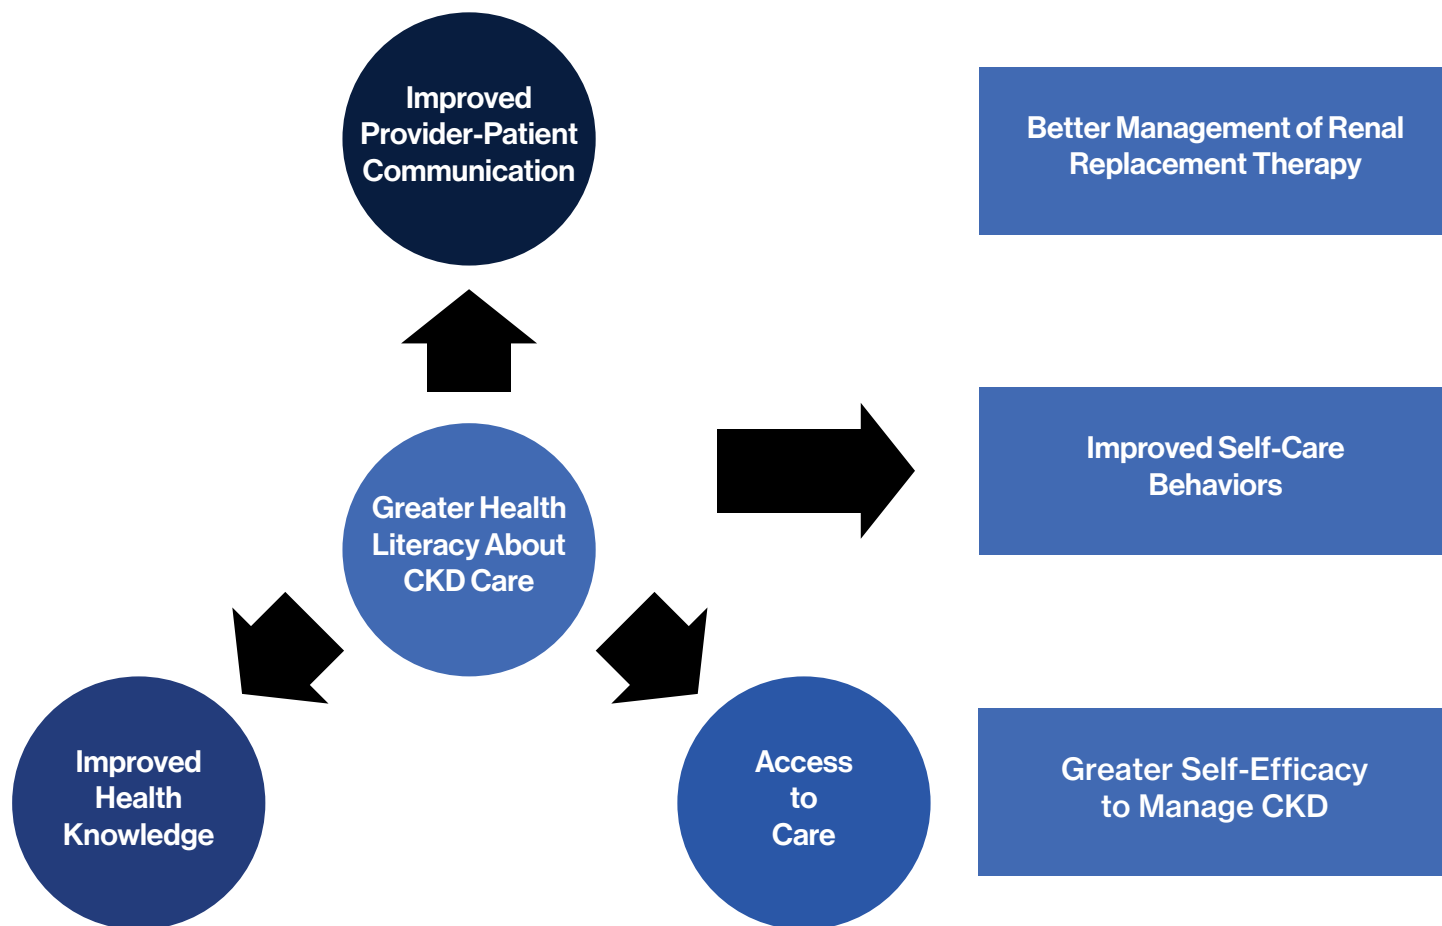 Improved
Provider-Patient
Communication
Better Management of Renal
Replacement Therapy
Greater Health
Literacy About
CKD Care
Improved Self-Care
Behaviors
Improved
Health
Knowledge
Access
to
Care
Greater Self-Efficacy
to Manage CKD